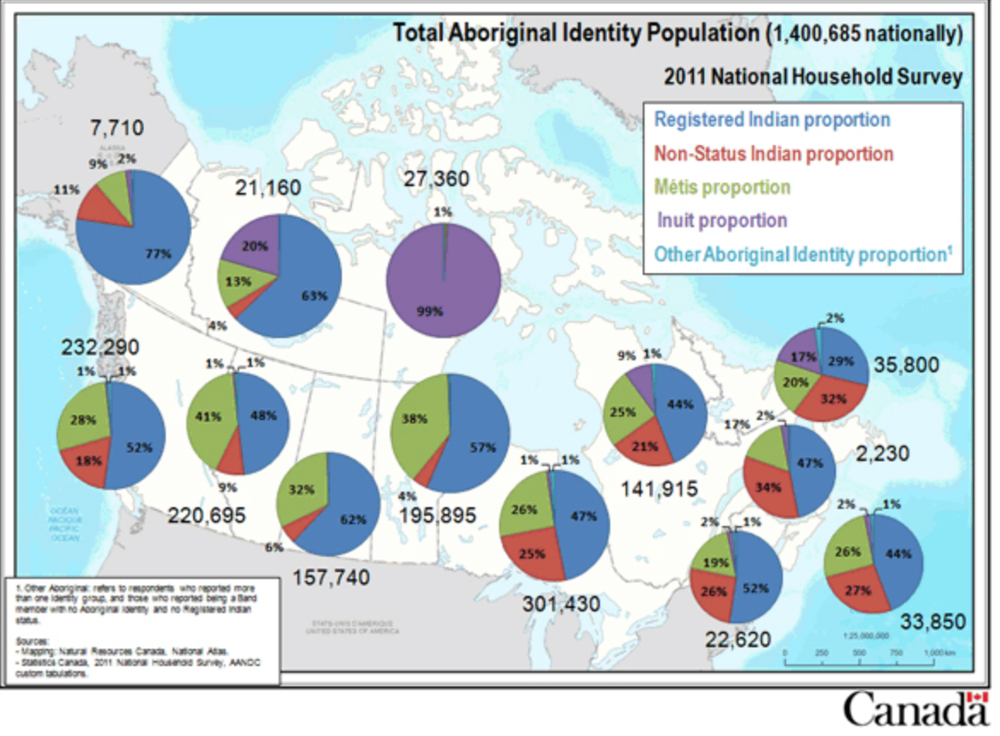 Total Aboriginal Identity Population (1,400,685 nationally)
2011 National Household Survey
Registered Indian proportion
Non-Status Indian proportion
Métis proportion
Inuit proportion
Other Aboriginal Identity proportion¹
7,710
ALASKA
9%
2%
11%
77%
21,160
20%
13%
63%
4%
27,360
1%
99%
232,290
1%
1%
28%
52%
18%
1%
1%
41%
48%
9%
220,695
32%
62%
6%
157,740
38%
57%
4%
195,895
1%
1%
26%
47%
25%
301,430
9%
1%
44%
25%
21%
141,915
2%
17%
29%
20%
32%
35,800
17%
2%
47%
34%
2,230
2%
1%
19%
26%
52%
22,620
2%
1%
26%
44%
27%
33,850
OCÉAN
PACIFIQUE
PACIFIC
OCEAN
ÉTATS-UNIS D'AMÉRIQUE
UNITED STATES OF AMERICA
1:25,000,000
0 250 500 750 1,000 km
1. Other Aboriginal: refers to respondents who reported more
than one identity group, and those who reported being a Band
member with no Aboriginal identity and no Registered Indian
status.
Sources:
- Mapping: Natural Resources Canada, National Atlas.
- Statistics Canada, 2011 National Household Survey, AANDC
custom tabulations.
Canada